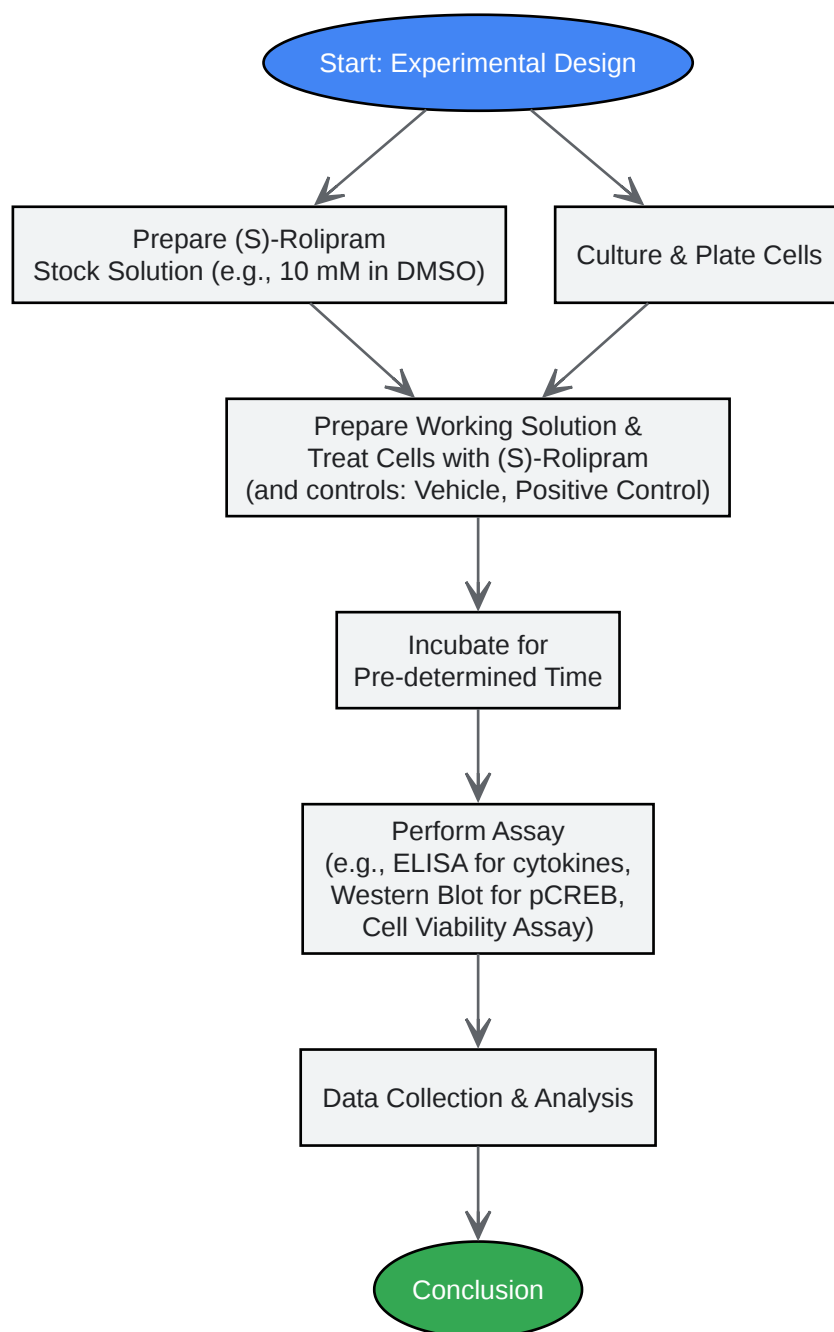 Start: Experimental Design
Prepare (S)-Rolipram
Stock Solution (e.g., 10 mM in DMSO)
Culture & Plate Cells
Prepare Working Solution &
Treat Cells with (S)-Rolipram
(and controls: Vehicle, Positive Control)
Incubate for
Pre-determined Time
Perform Assay
(e.g., ELISA for cytokines,
Western Blot for pCREB,
Cell Viability Assay)
Data Collection & Analysis
Conclusion